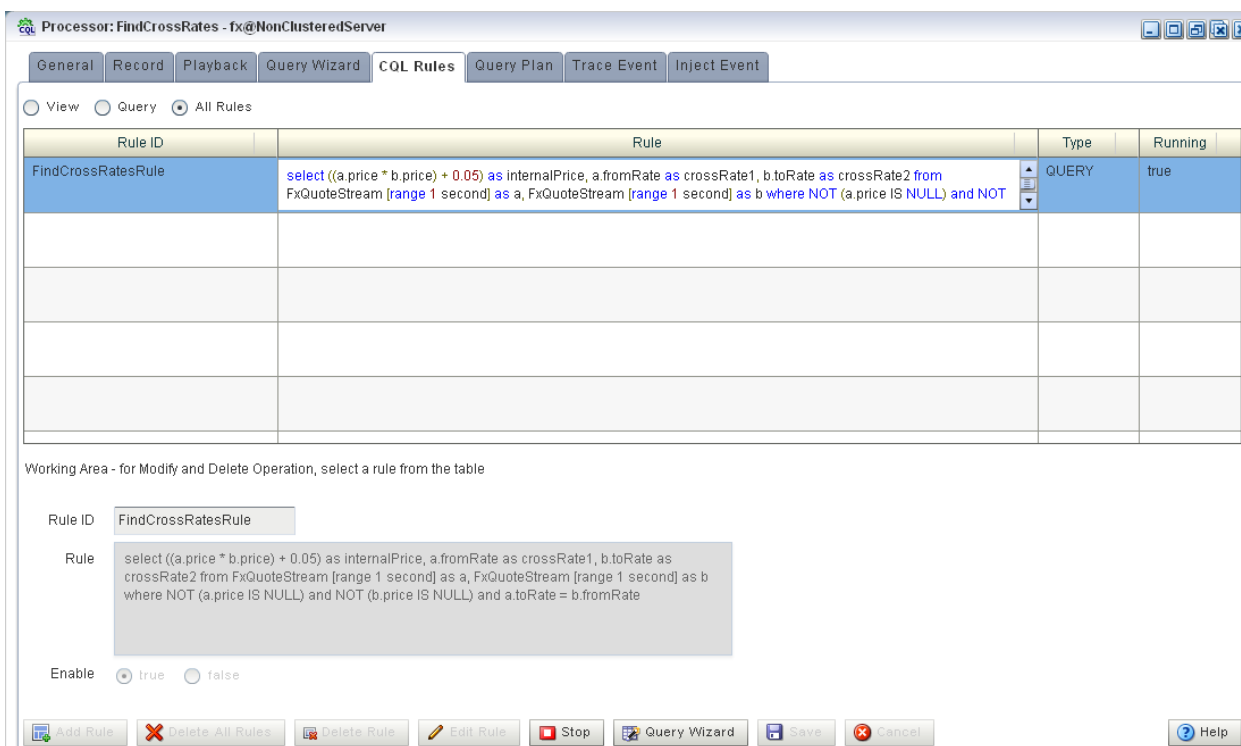 CQL Processor: FindCrossRates - fx@NonClusteredServer
General Record Playback Query Wizard CQL Rules Query Plan Trace Event Inject Event
View Query All Rules
Rule ID Rule Type Running
FindCrossRatesRule
select ((a.price * b.price) + 0.05) as internalPrice, a.fromRate as crossRate1, b.toRate as crossRate2 from
FxQuoteStream [range 1 second] as a, FxQuoteStream [range 1 second] as b where NOT (a.price IS NULL) and NOT
QUERY true
Working Area - for Modify and Delete Operation, select a rule from the table
Rule ID FindCrossRatesRule
Rule
select ((a.price * b.price) + 0.05) as internalPrice, a.fromRate as crossRate1, b.toRate as
crossRate2 from FxQuoteStream [range 1 second] as a, FxQuoteStream [range 1 second] as b
where NOT (a.price IS NULL) and NOT (b.price IS NULL) and a.toRate = b.fromRate
Enable true false
Add Rule Delete All Rules Delete Rule Edit Rule Stop Query Wizard Save Cancel Help